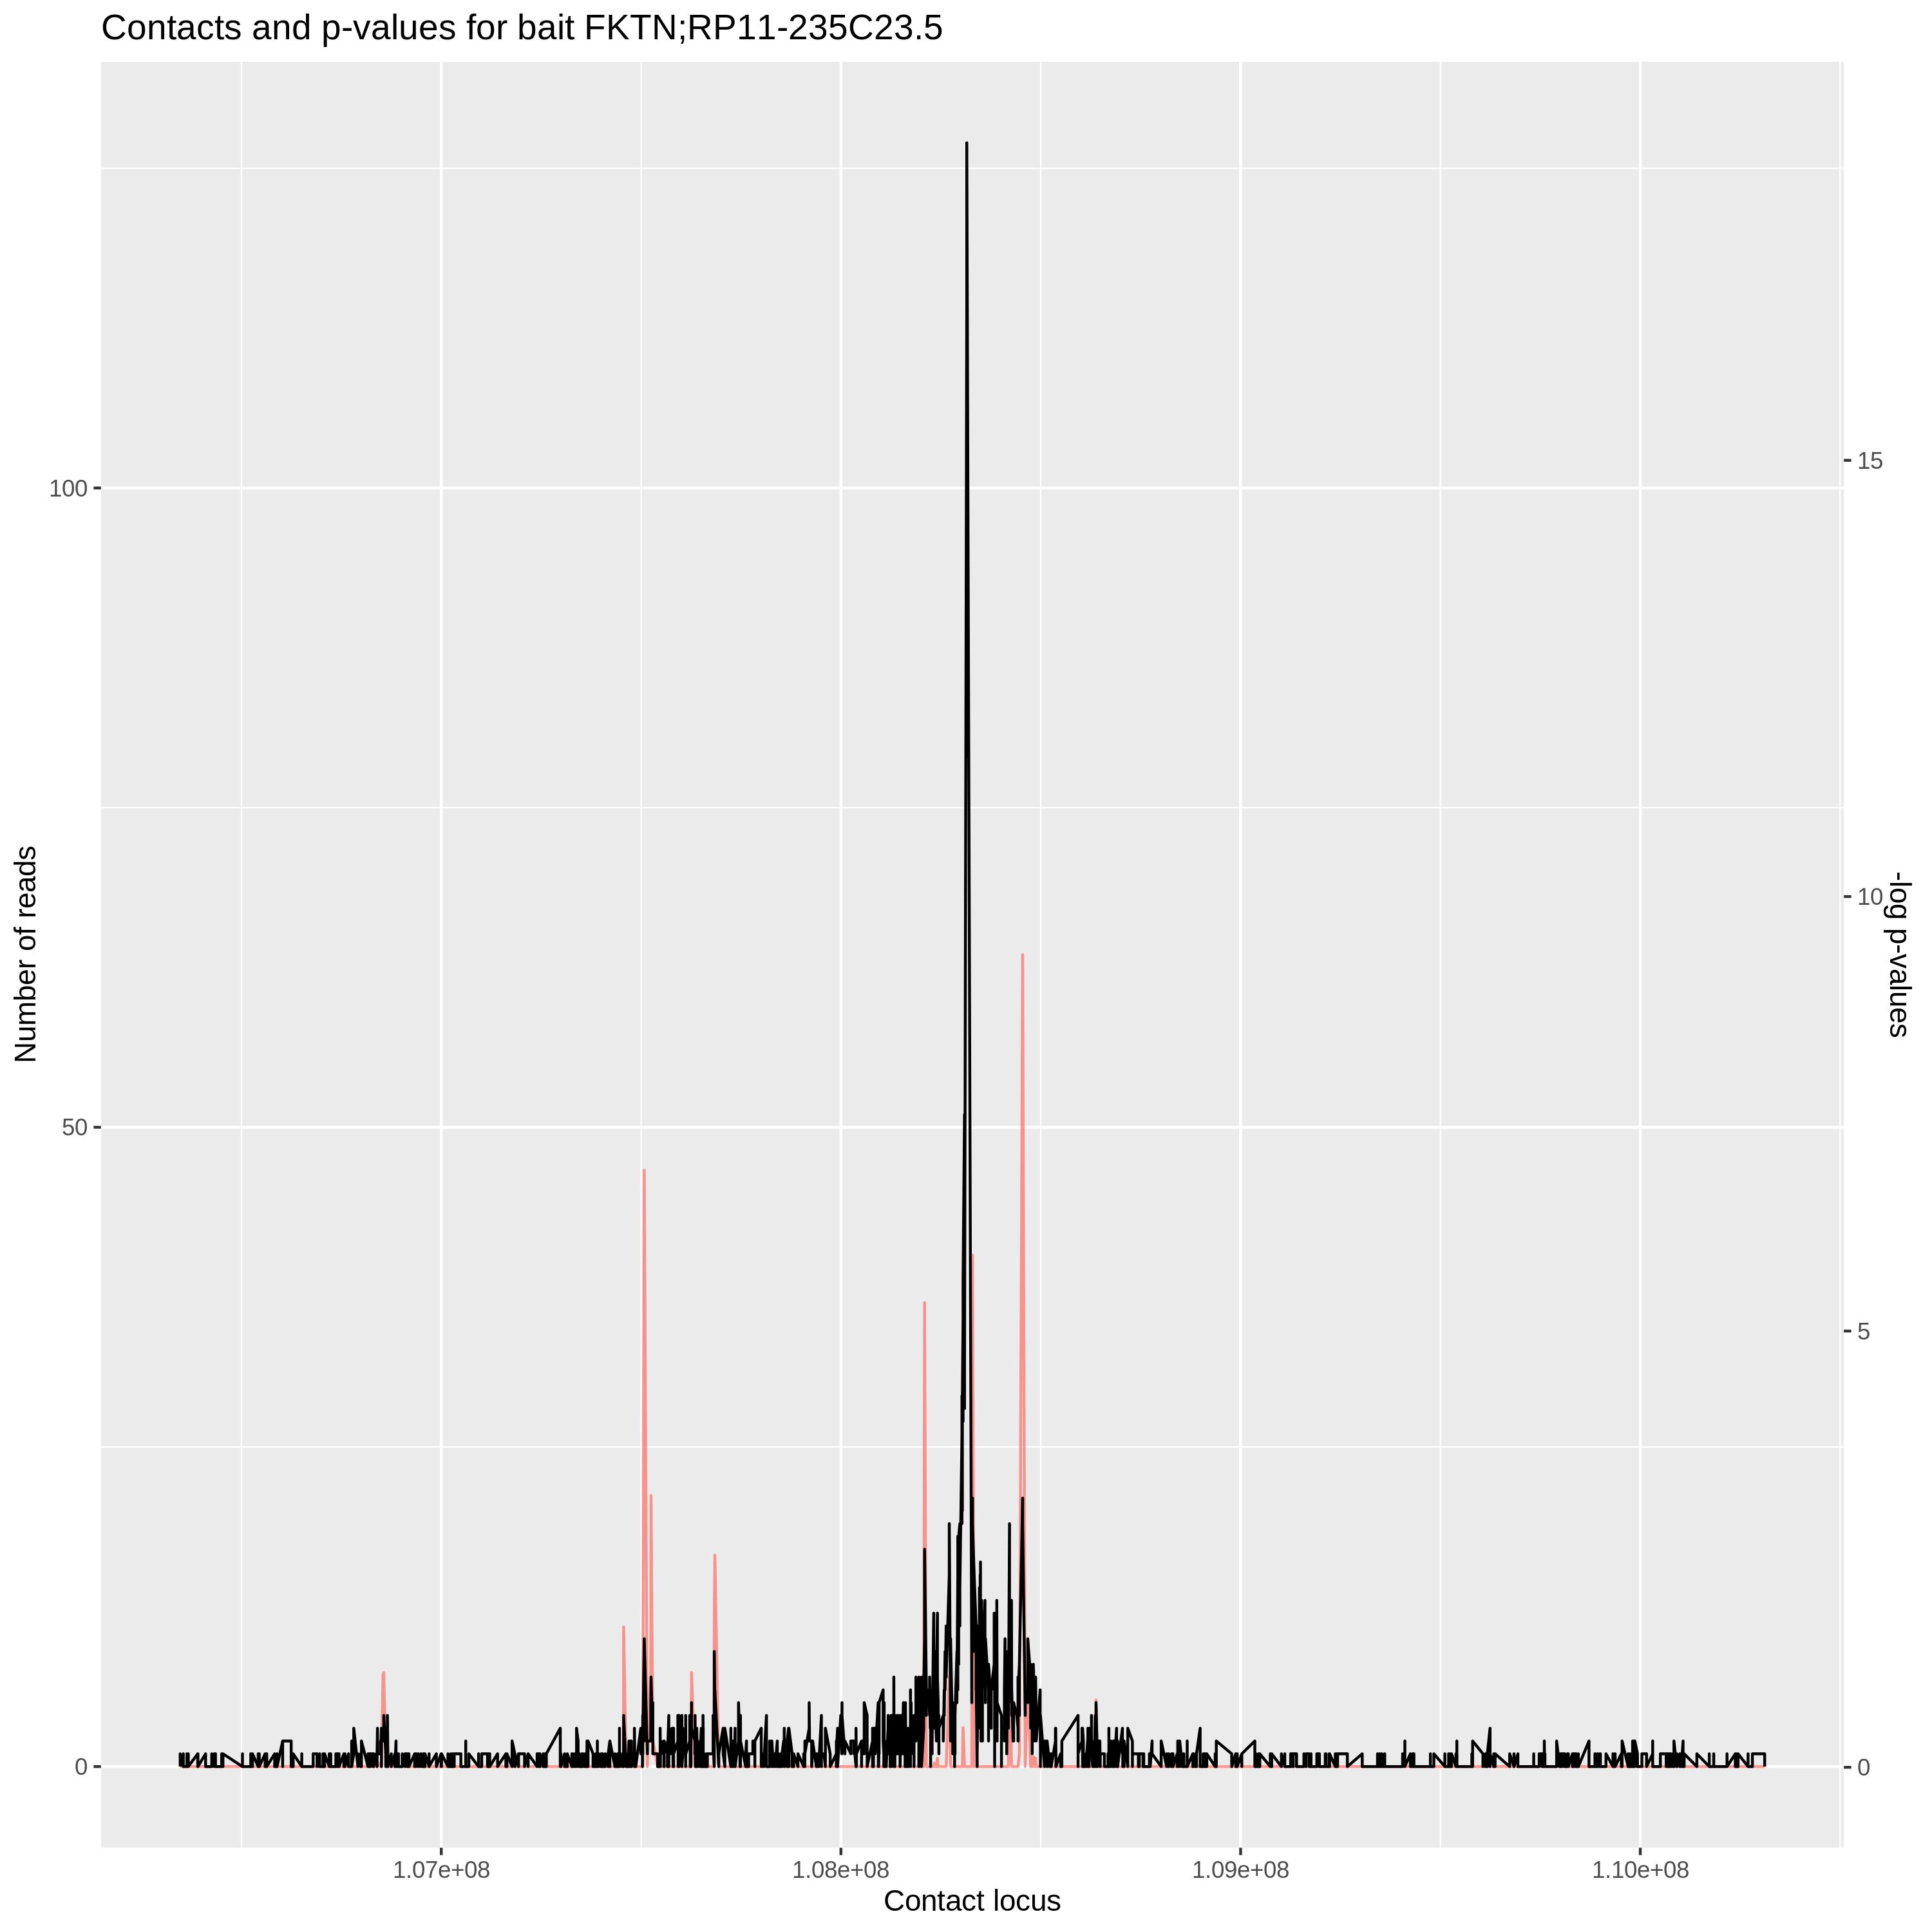 Contacts and p-values for bait FKTN;RP11-235C23.5
100
50
0
Number of reads
15
10
5
0
-log p-values
1.07e+08
1.08e+08
1.09e+08
1.10e+08
Contact locus